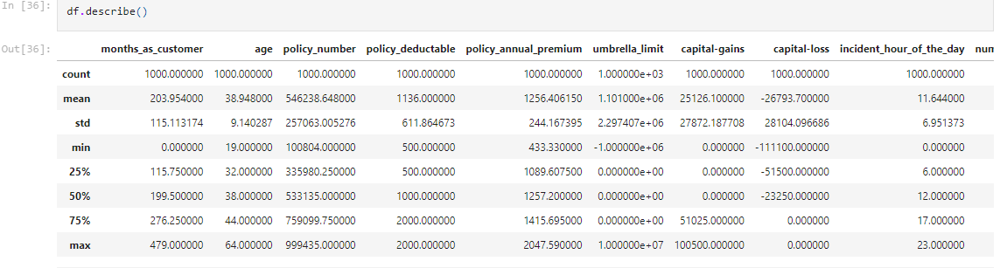 In [36]: df.describe()
Out[36]: months_as_customer age policy_number policy_deductable policy_annual_premium umbrella_limit capital-gains capital-loss incident_hour_of_the_day num
count 1000.000000 1000.000000 1000.000000 1000.000000 1000.000000 1.000000e+03 1000.000000 1000.000000 1000.000000
mean 203.954000 38.948000 546238.648000 1136.000000 1256.406150 1.101000e+06 25126.100000 -26793.700000 11.644000
std 115.113174 9.140287 257063.005276 611.864673 244.167395 2.297407e+06 27872.187708 28104.096686 6.951373
min 0.000000 19.000000 100804.000000 500.000000 433.330000 -1.000000e+06 0.000000 -111100.000000 0.000000
25% 115.750000 32.000000 335980.250000 500.000000 1089.607500 0.000000e+00 0.000000 -51500.000000 6.000000
50% 199.500000 38.000000 533135.000000 1000.000000 1257.200000 0.000000e+00 0.000000 -23250.000000 12.000000
75% 276.250000 44.000000 759099.750000 2000.000000 1415.695000 0.000000e+00 51025.000000 0.000000 17.000000
max 479.000000 64.000000 999435.000000 2000.000000 2047.590000 1.000000e+07 100500.000000 0.000000 23.000000